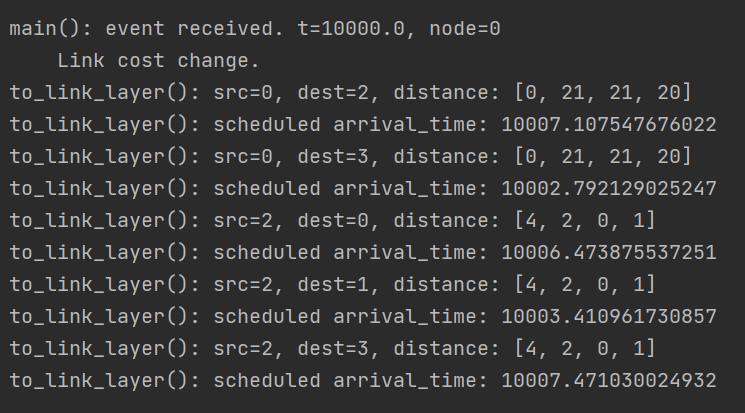 main(): event received. t=10000.0, node=0
    Link cost change.
to_link_layer(): src=0, dest=2, distance: [0, 21, 21, 20]
to_link_layer(): scheduled arrival_time: 10007.107547676022
to_link_layer(): src=0, dest=3, distance: [0, 21, 21, 20]
to_link_layer(): scheduled arrival_time: 10002.792129025247
to_link_layer(): src=2, dest=0, distance: [4, 2, 0, 1]
to_link_layer(): scheduled arrival_time: 10006.473875537251
to_link_layer(): src=2, dest=1, distance: [4, 2, 0, 1]
to_link_layer(): scheduled arrival_time: 10003.410961730857
to_link_layer(): src=2, dest=3, distance: [4, 2, 0, 1]
to_link_layer(): scheduled arrival_time: 10007.471030024932